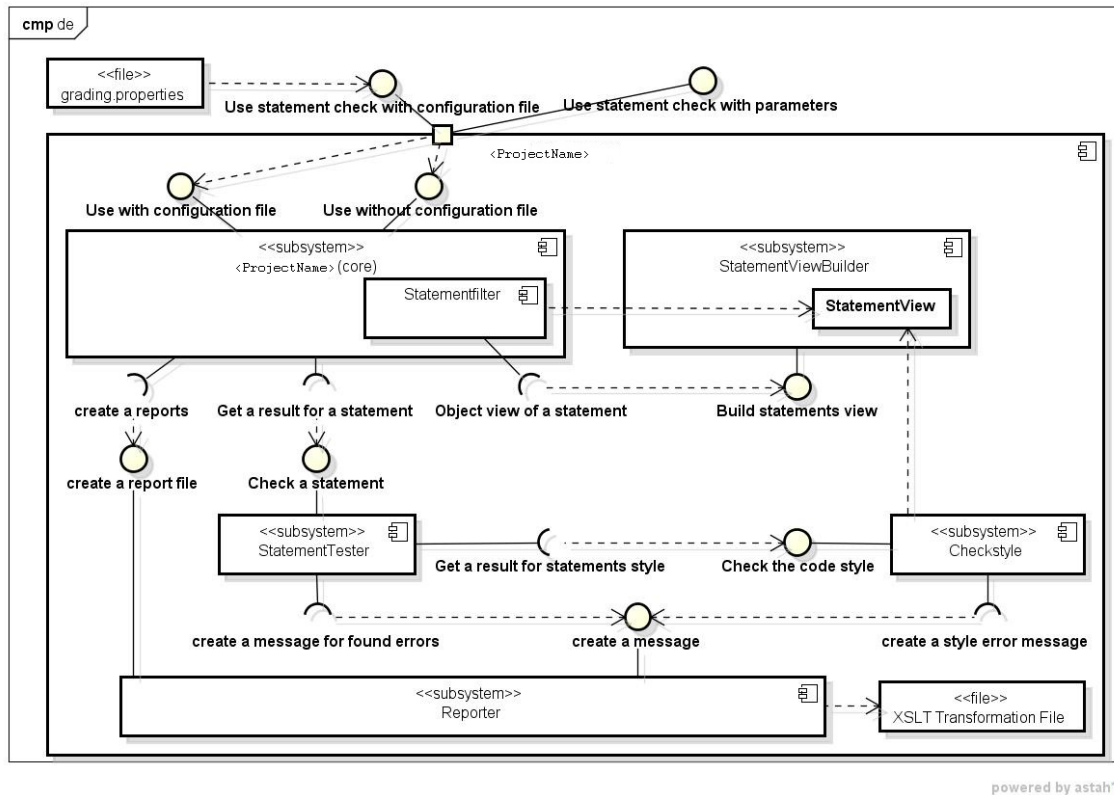 cmp de
<<file>>
grading.properties
Use statement check with configuration file
Use statement check with parameters
<ProjectName>
Use with configuration file
Use without configuration file
<<subsystem>>
<ProjectName>(core)
Statementfilter
<<subsystem>>
StatementViewBuilder
StatementView
create a reports
Get a result for a statement
Object view of a statement
Build statements view
create a report file
Check a statement
<<subsystem>>
StatementTester
Get a result for statements style
Check the code style
<<subsystem>>
Checkstyle
create a message for found errors
create a message
create a style error message
<<subsystem>>
Reporter
<<file>>
XSLT Transformation File
powered by astah*